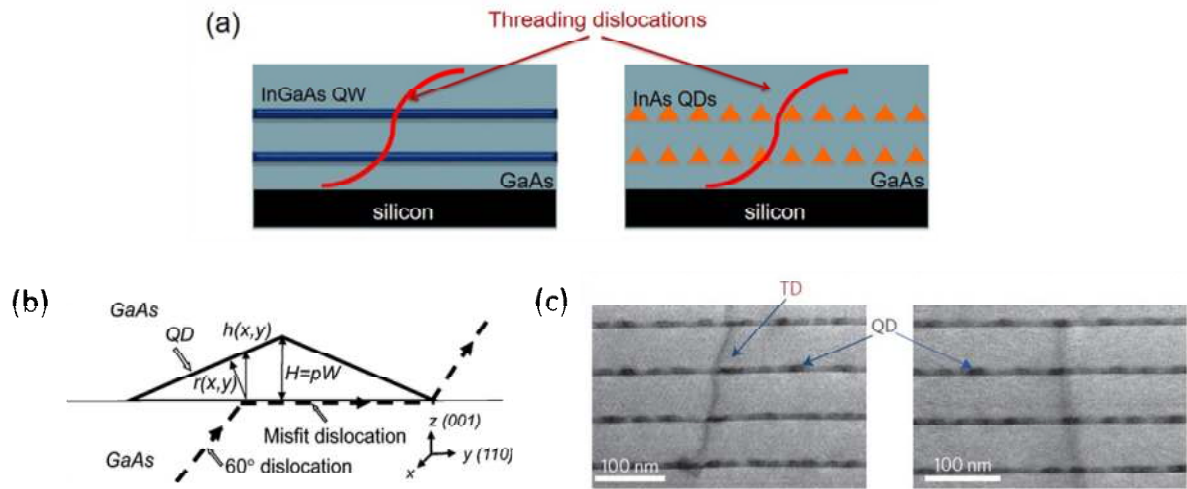 (a)
Threading dislocations
InGaAs QW
GaAs
silicon
InAs QDs
GaAs
silicon
(b)
GaAs
QD
h(x,y)
r(x,y)
H=pW
Misfit dislocation
GaAs
60° dislocation
z (001)
y (110)
x
(c)
TD
QD
100 nm
100 nm